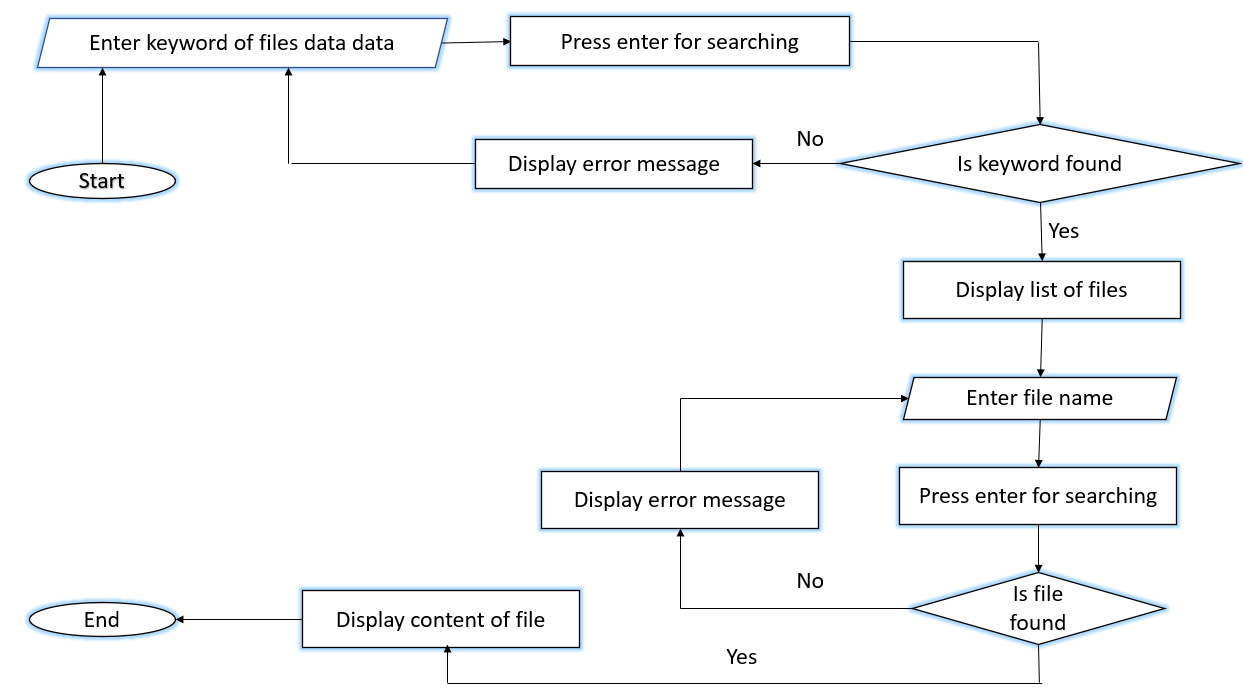 Enter keyword of files data data
Press enter for searching
No
Display error message
Is keyword found
Start
Yes
Display list of files
Enter file name
Display error message
Press enter for searching
No
Is file
found
Display content of file
End
Yes